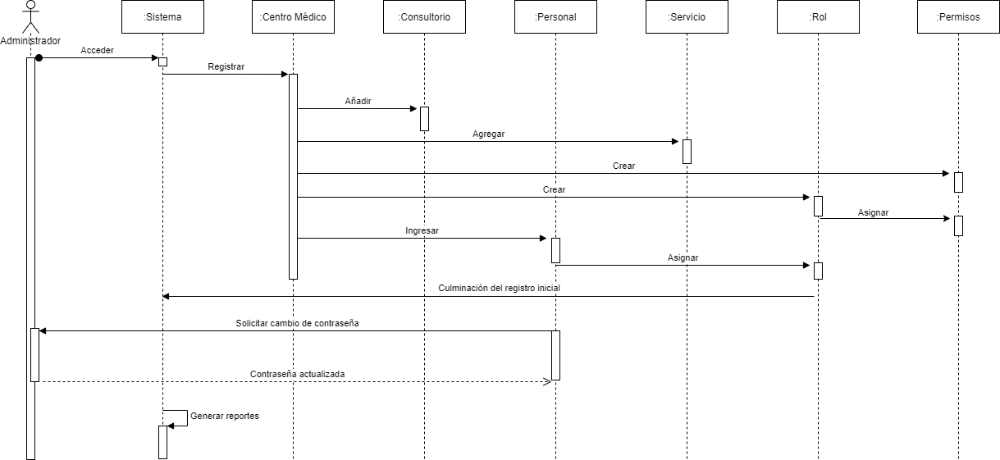 :Sistema
:Centro Médico
:Consultorio
:Personal
:Servicio
:Rol
:Permisos
Administrador
Acceder
Registrar
Añadir
Agregar
Crear
Crear
Asignar
Ingresar
Asignar
Culminación del registro inicial
Solicitar cambio de contraseña
Contraseña actualizada
Generar reportes